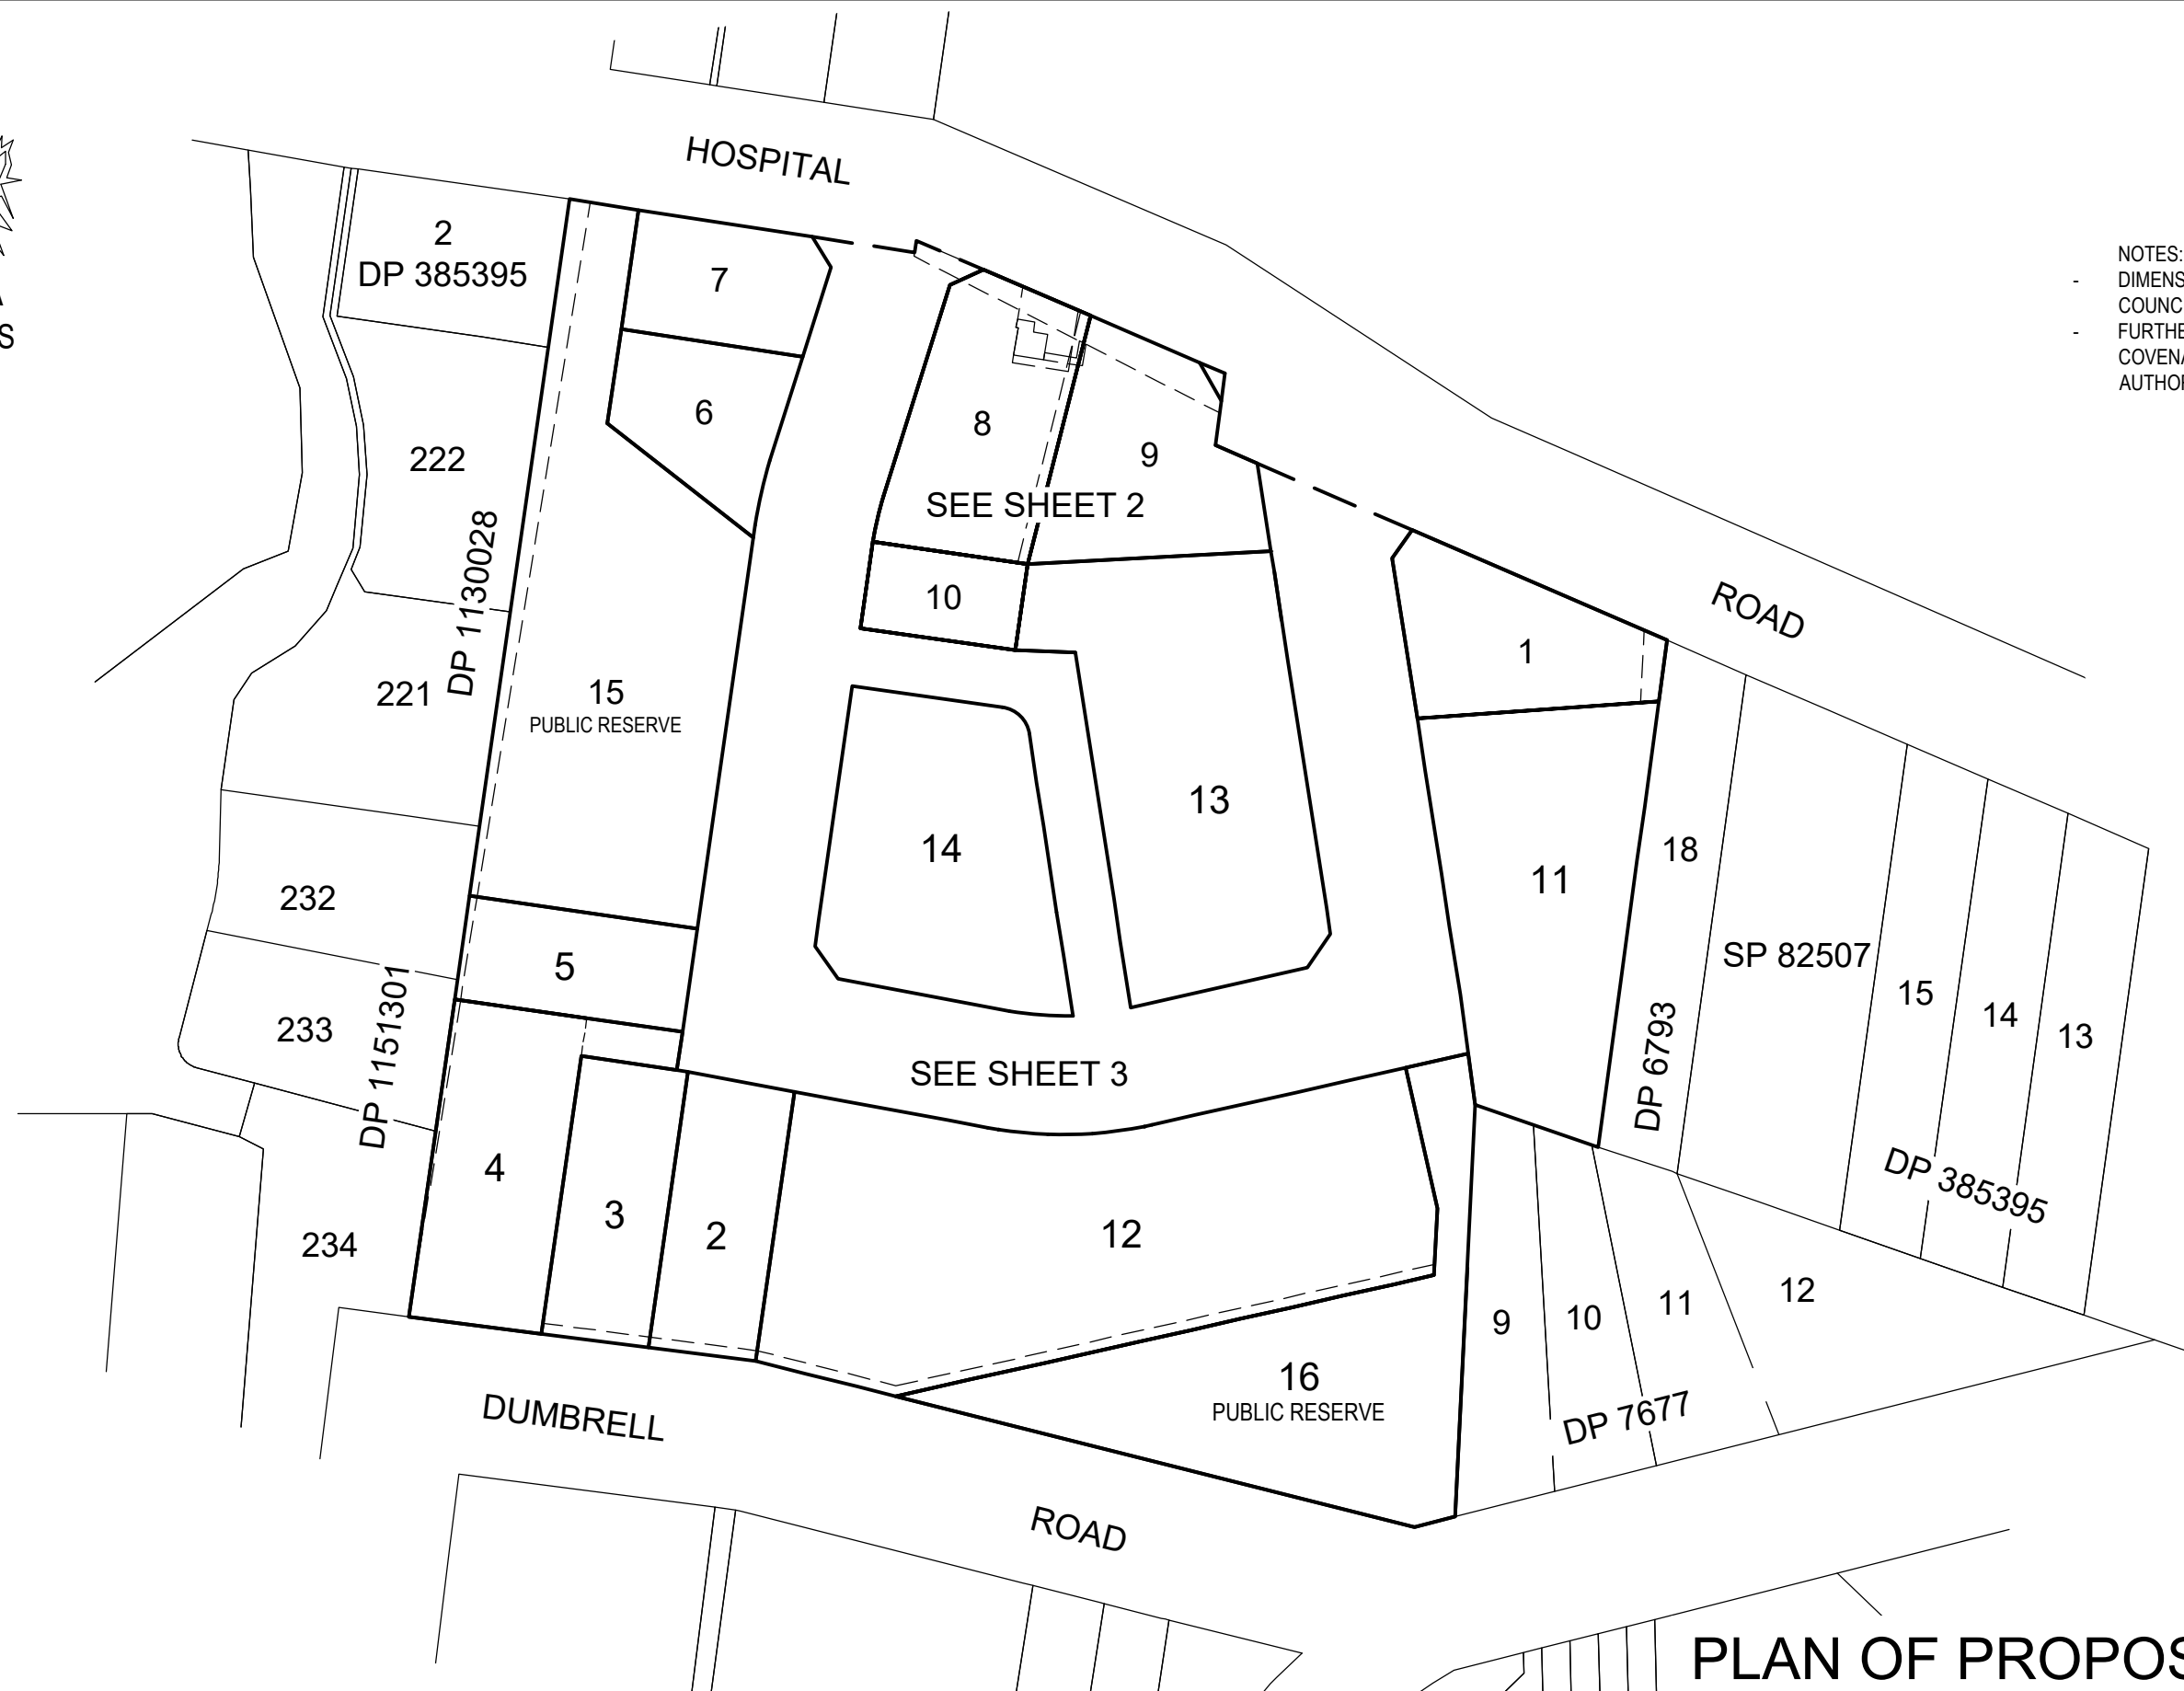 HOSPITAL
2
DP 385395
7
NOTES:
-
S
6
8
9
222
SEE SHEET 2
DP 1130028
10
ROAD
1
221
15
PUBLIC RESERVE
13
14
18
11
232
SP 82507
5
15
14
13
233
DP 1151301
SEE SHEET 3
DP 6793
4
3
2
12
DP 385395
234
9
10
11
12
16
PUBLIC RESERVE
DUMBRELL
DP 7677
ROAD
PLAN OF